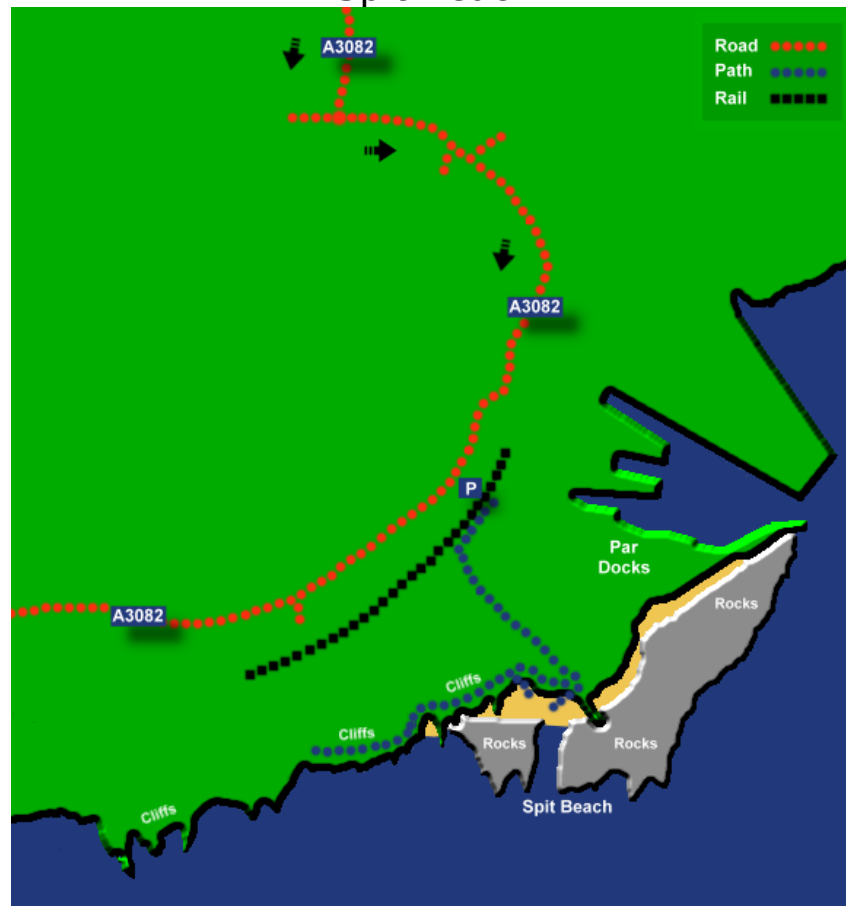 A3082
Road
Path
Rail
A3082
P
Par
Docks
Rocks
A3082
Cliffs
Cliffs
Rocks
Rocks
Spit Beach
Cliffs